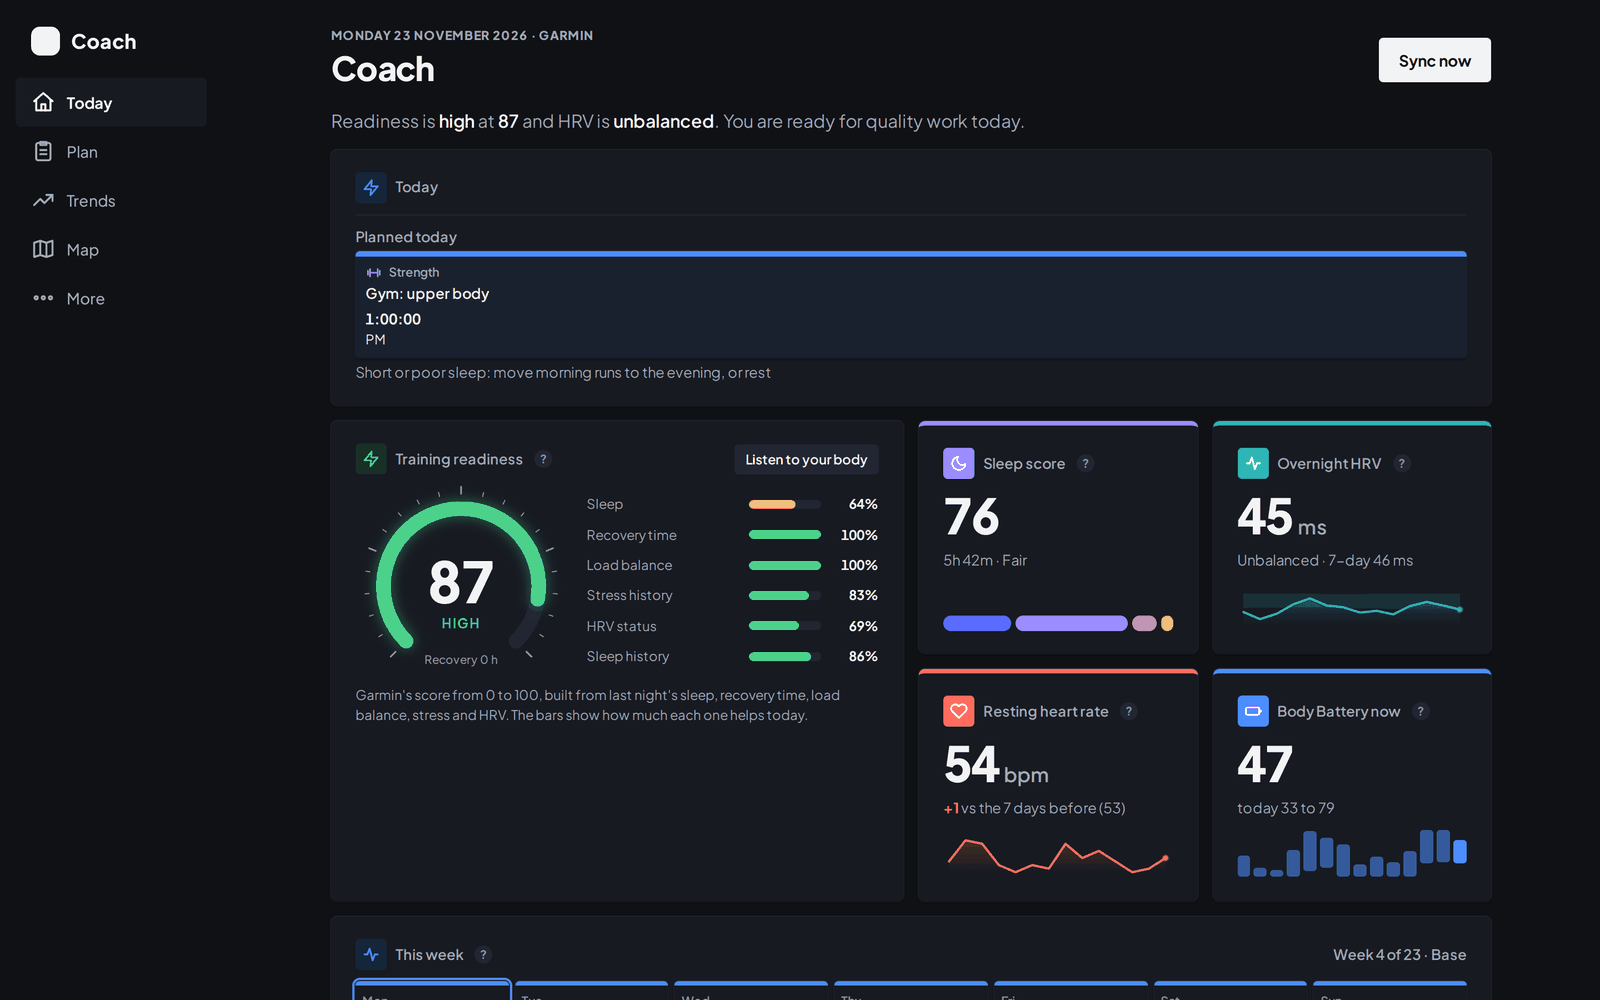 Coach
Today
Plan
Trends
Map
More
MONDAY 23 NOVEMBER 2026 · GARMIN
Coach
Sync now
Readiness is high at 87 and HRV is unbalanced. You are ready for quality work today.
Today
Planned today
Strength
Gym: upper body
1:00:00
PM
Short or poor sleep: move morning runs to the evening, or rest
Training readiness ?
Listen to your body
87
HIGH
Recovery 0 h
Sleep 64%
Recovery time 100%
Load balance 100%
Stress history 83%
HRV status 69%
Sleep history 86%
Garmin's score from 0 to 100, built from last night's sleep, recovery time, load
balance, stress and HRV. The bars show how much each one helps today.
Sleep score ?
76
5h 42m · Fair
Overnight HRV ?
45 ms
Unbalanced · 7-day 46 ms
Resting heart rate ?
54 bpm
+1 vs the 7 days before (53)
Body Battery now ?
47
today 33 to 79
This week ?
Week 4 of 23 · Base
Mon Tue Wed Thu Fri Sat Sun